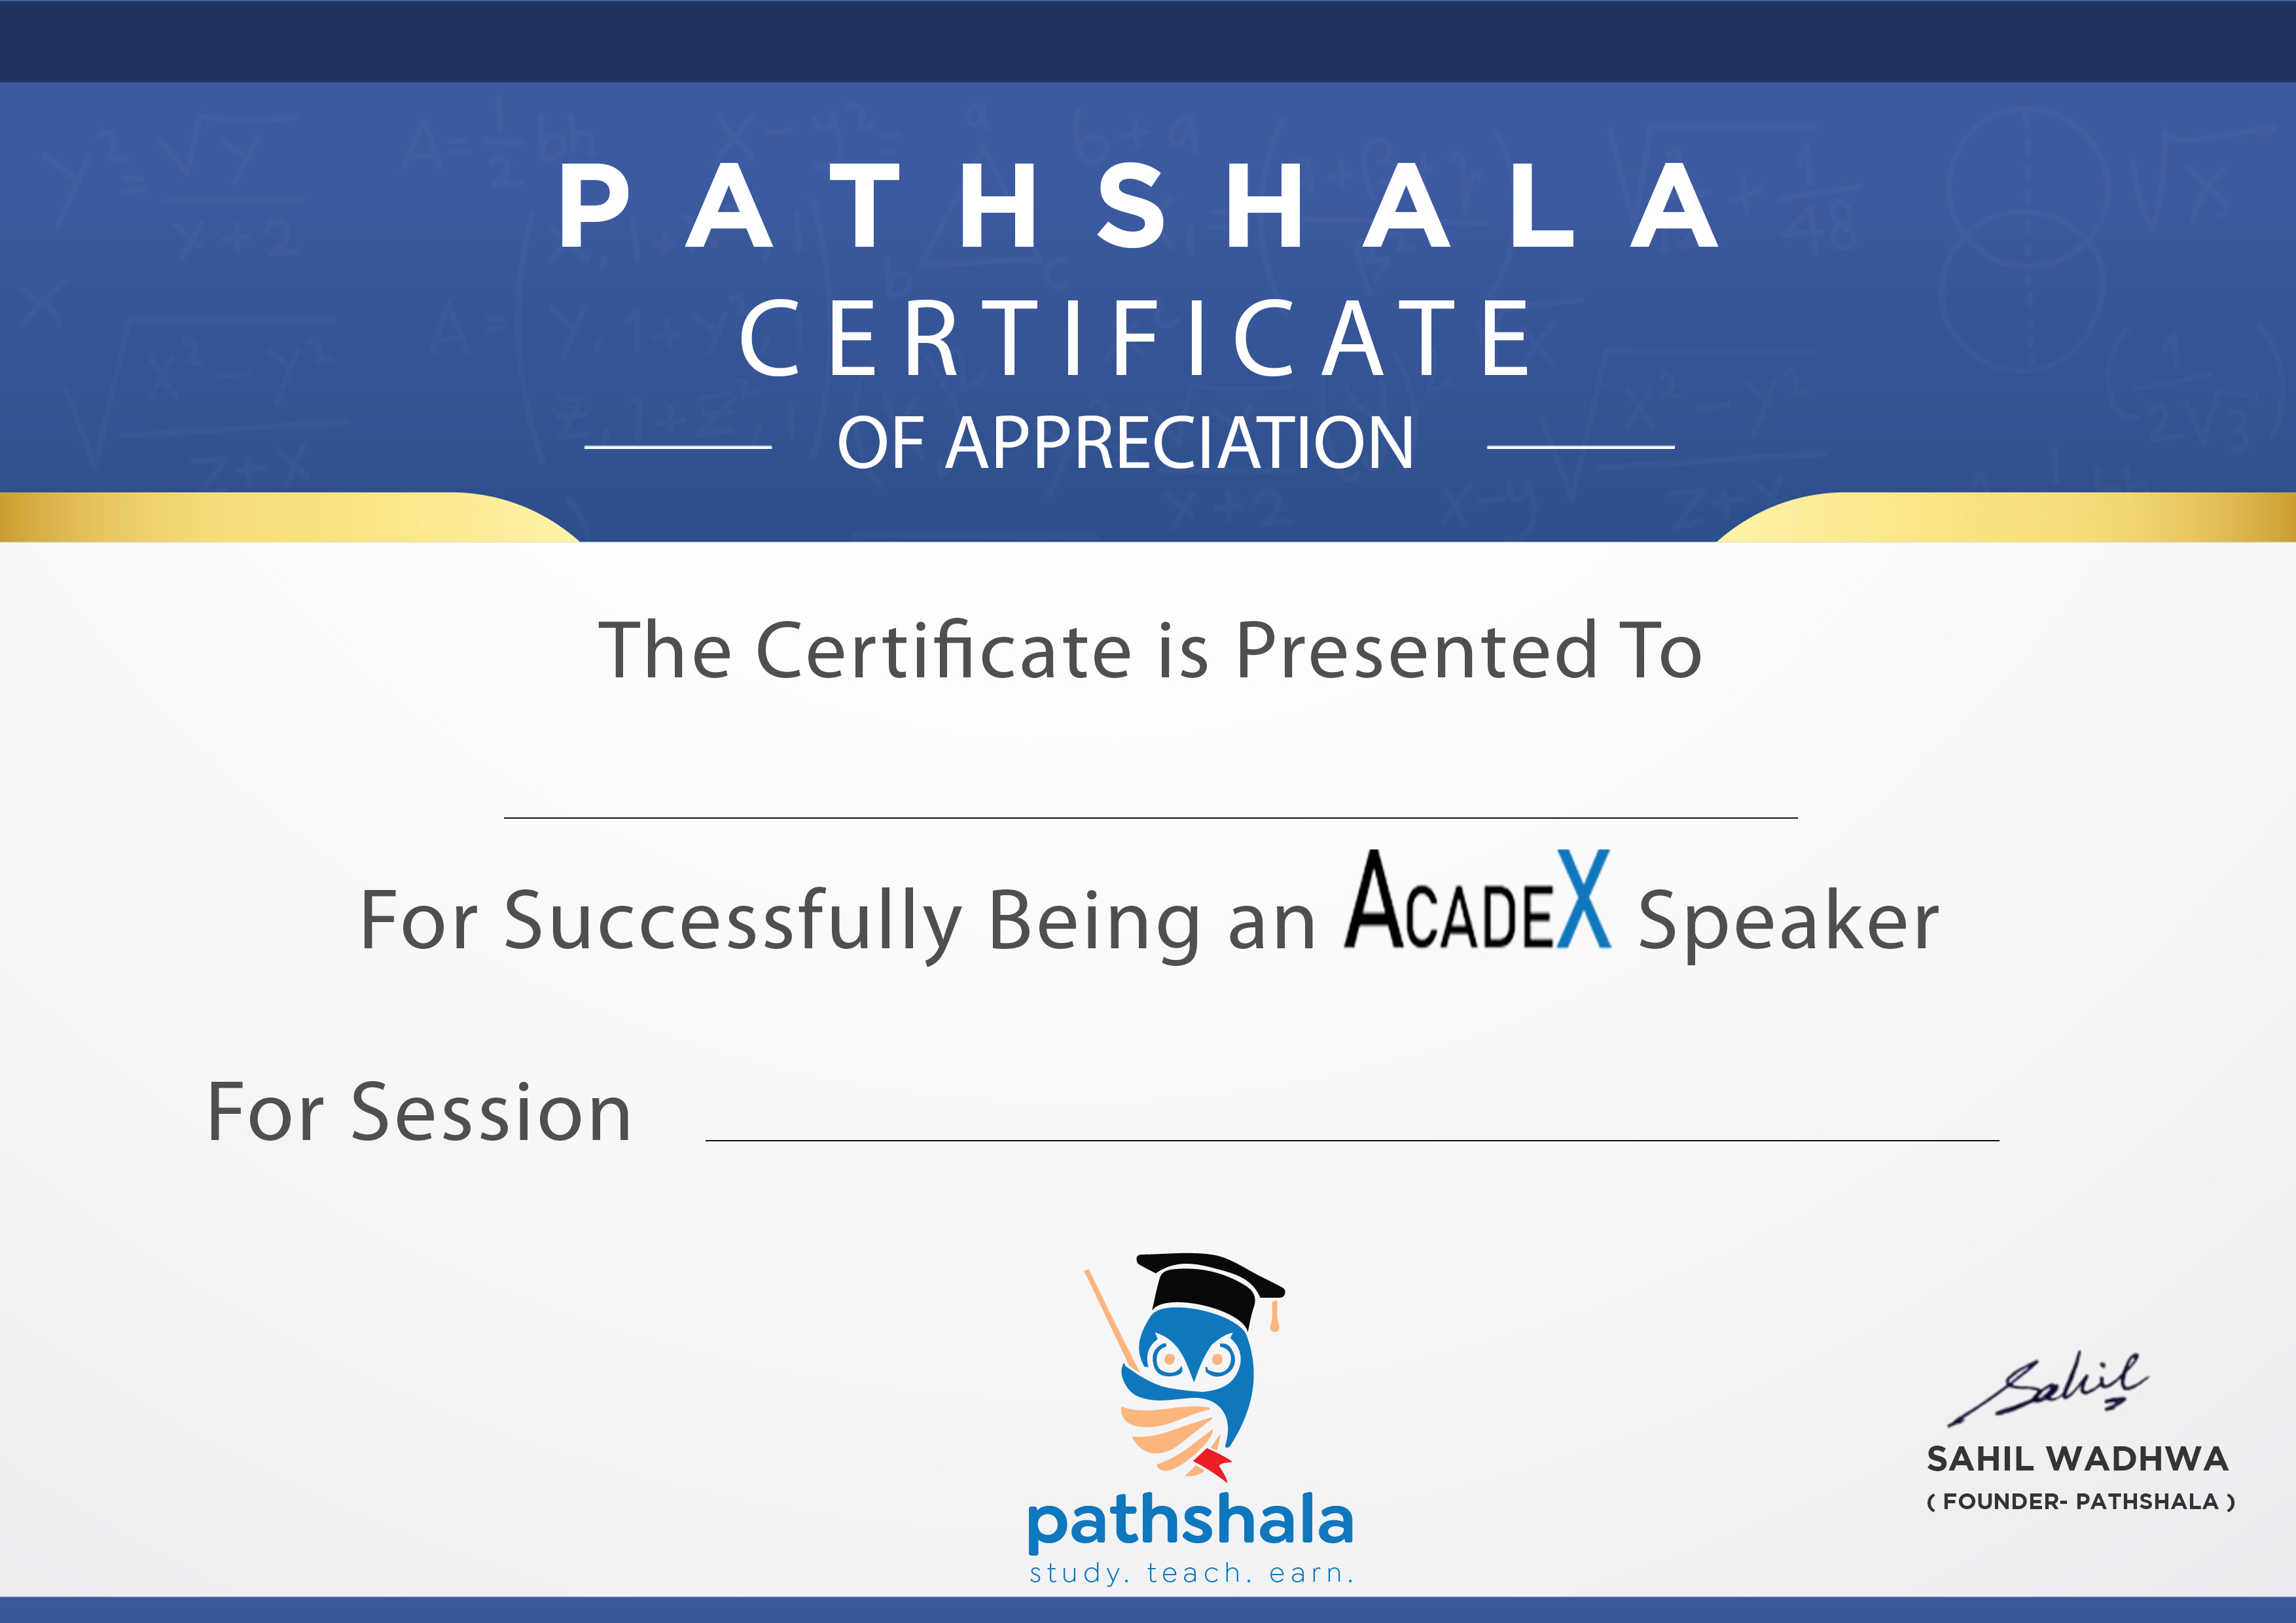 PATHSHALA
CERTIFICATE
OF APPRECIATION
The Certificate is Presented To
For Successfully Being an ACADEX Speaker
For Session
Sahil
SAHIL WADHWA
( FOUNDER- PATHSHALA )
pathshala
study. teach. earn.